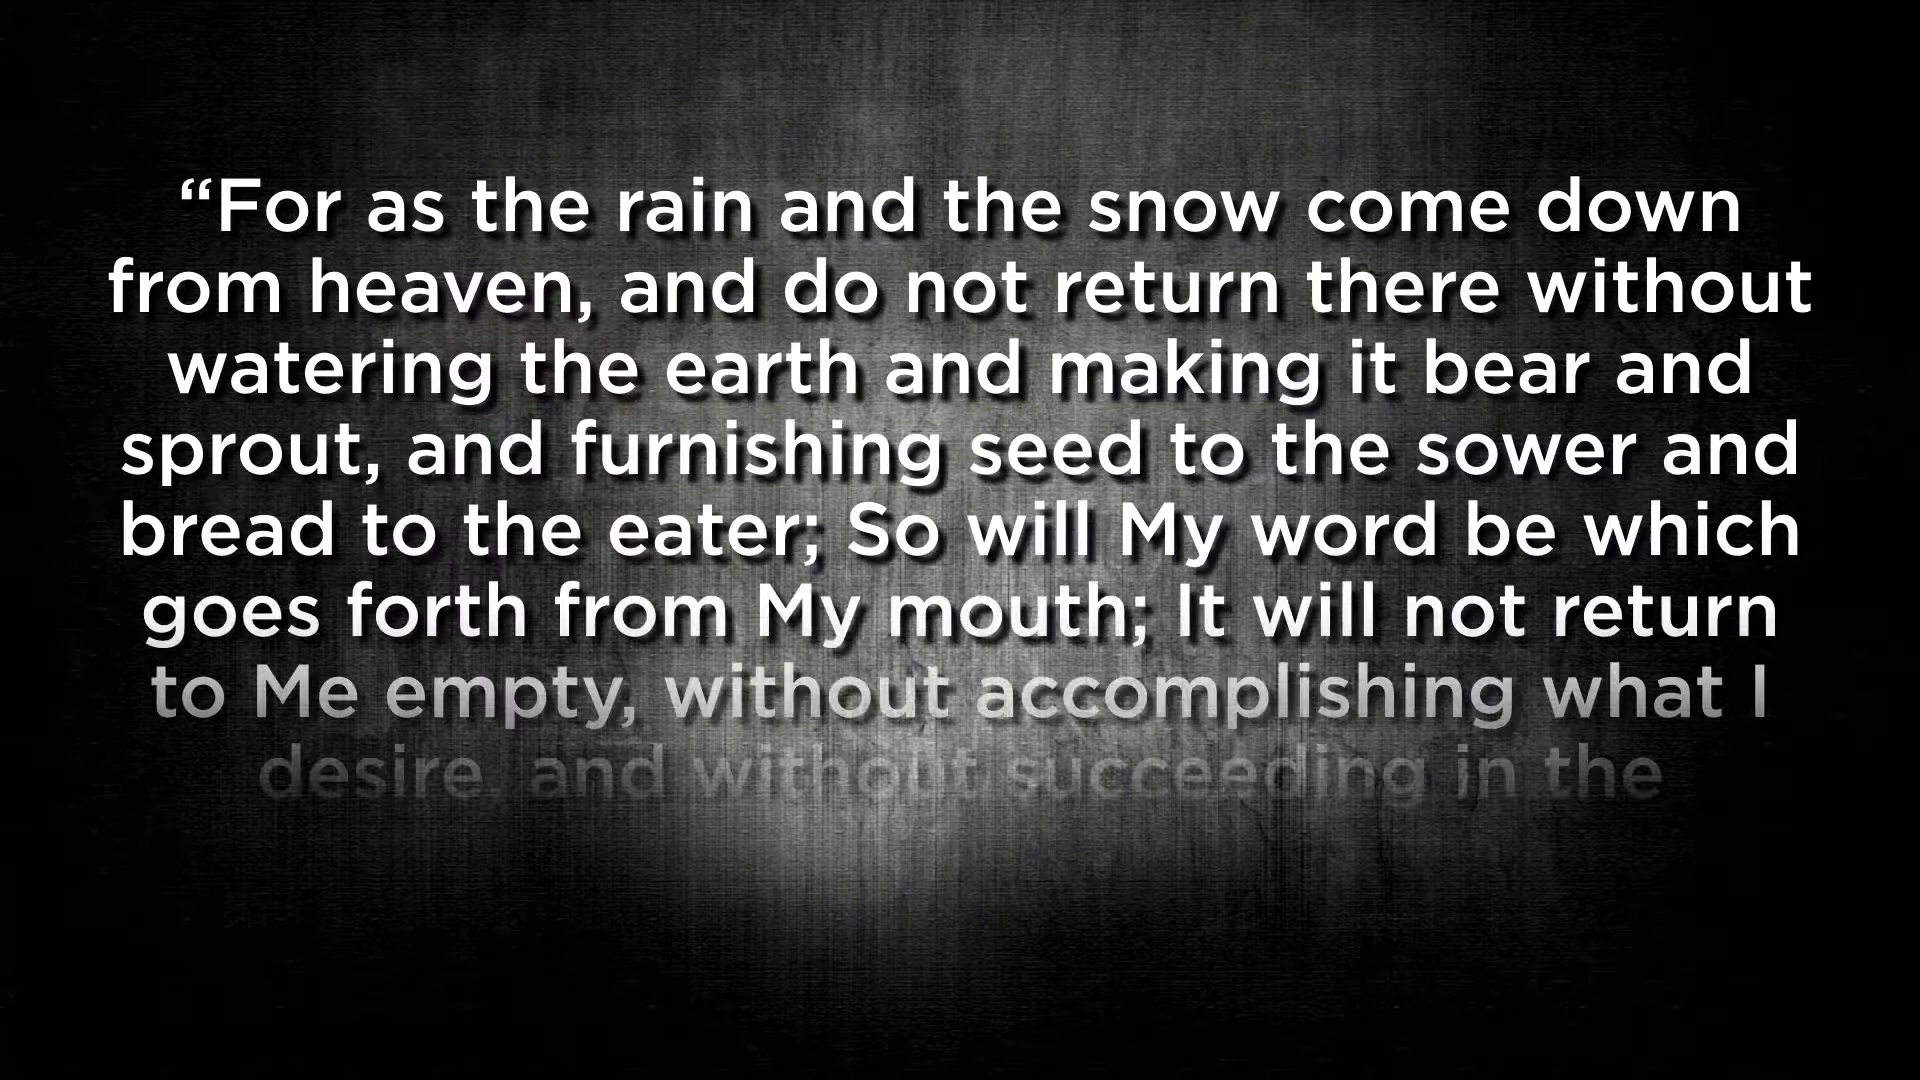 “For as the rain and the snow come down
from heaven, and do not return there without
watering the earth and making it bear and
sprout, and furnishing seed to the sower and
bread to the eater; So will My word be which
goes forth from My mouth; It will not return
to Me empty, without accomplishing what I
desire, and without succeeding in the